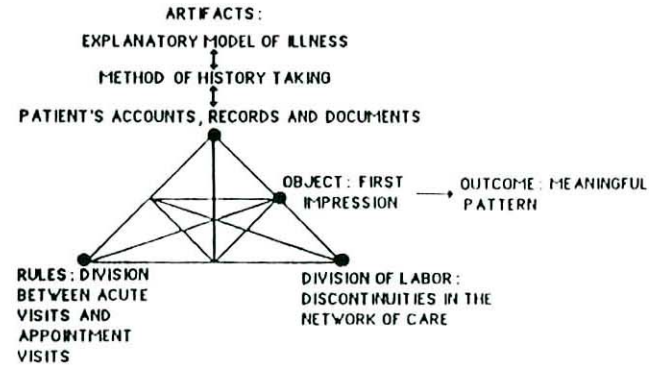 ARTIFACTS:
EXPLANATORY MODEL OF ILLNESS
METHOD OF HISTORY TAKING
PATIENT'S ACCOUNTS, RECORDS AND DOCUMENTS
OBJECT: FIRST
IMPRESSION
OUTCOME: MEANINGFUL
PATTERN
RULES: DIVISION
BETWEEN ACUTE
VISITS AND
APPOINTMENT
VISITS
DIVISION OF LABOR:
DISCONTINUITIES IN THE
NETWORK OF CARE